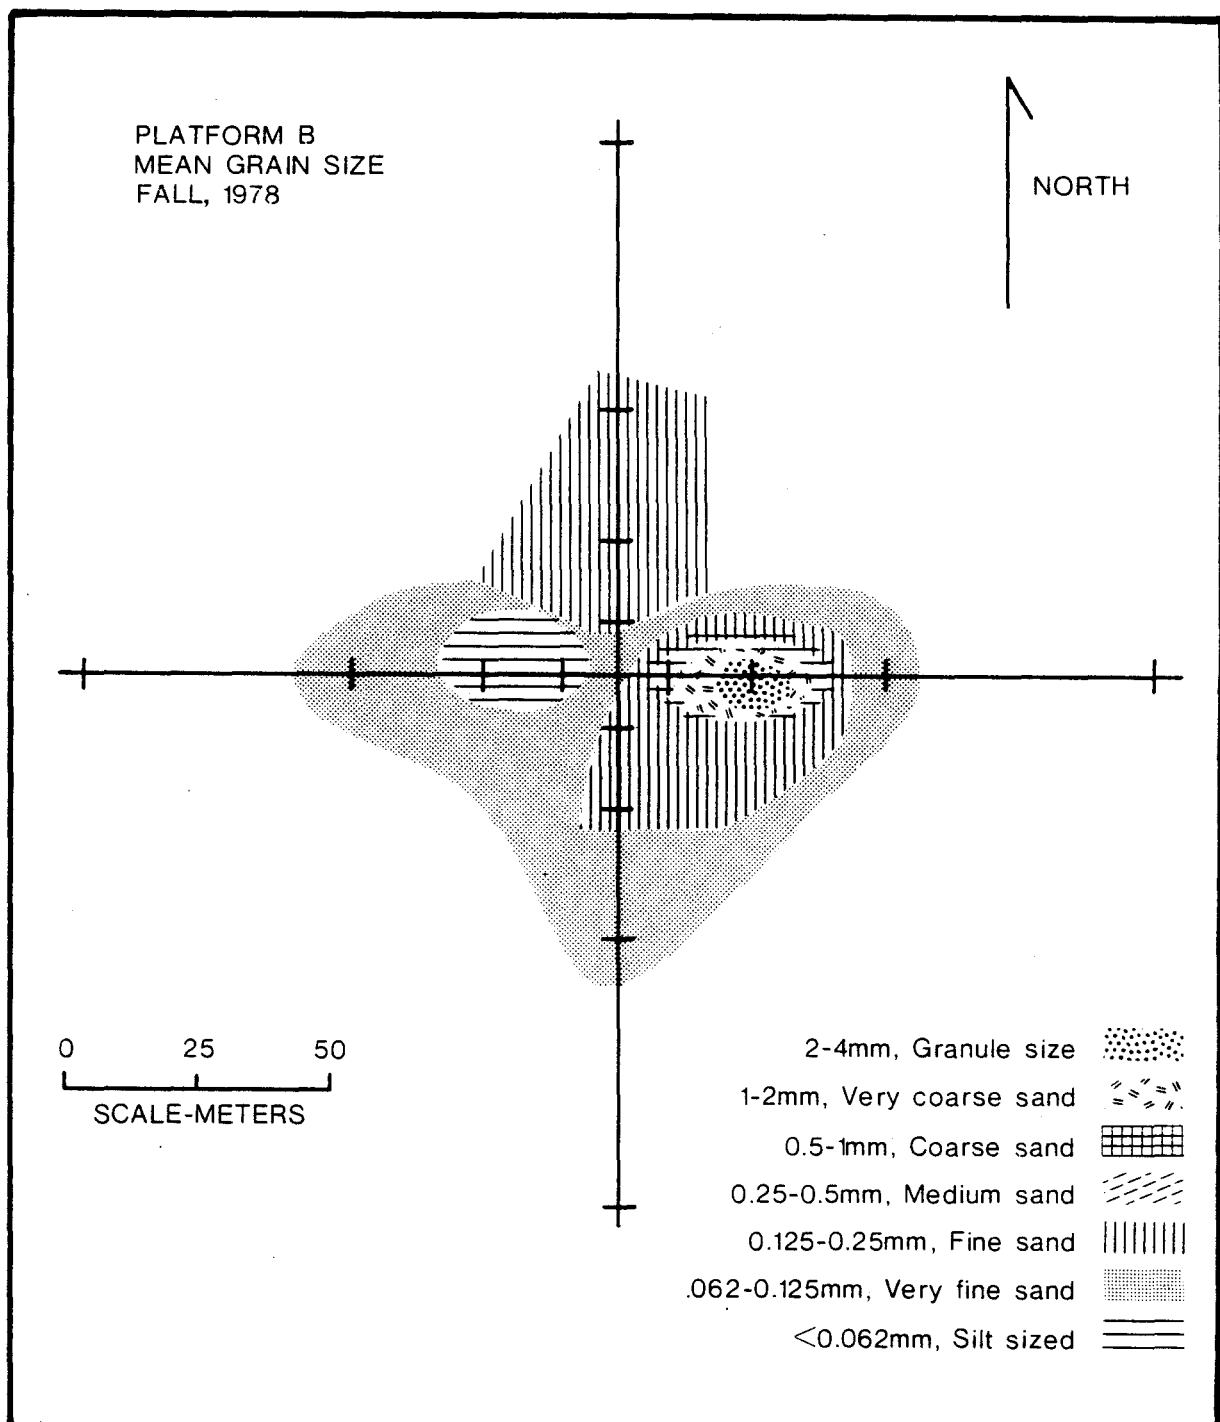 PLATFORM B
MEAN GRAIN SIZE
FALL, 1978
NORTH
0 25 50
SCALE-METERS
2-4mm, Granule size
1-2mm, Very coarse sand
0.5-1mm, Coarse sand
0.25-0.5mm, Medium sand
0.125-0.25mm, Fine sand
.062-0.125mm, Very fine sand
<0.062mm, Silt sized